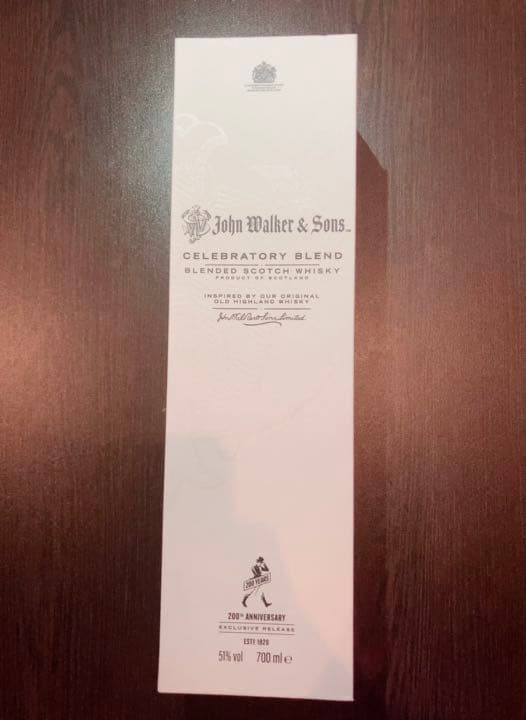 John Walker & Sons
CELEBRATORY BLEND
BLENDED SCOTCH WHISKY
PRODUCT OF SCOTLAND
INSPIRED BY OUR ORIGINAL
OLD HIGHLAND WHISKY
200 YEARS
200TH ANNIVERSARY
EXCLUSIVE RELEASE
ESTD 1820
51% vol 700 ml e